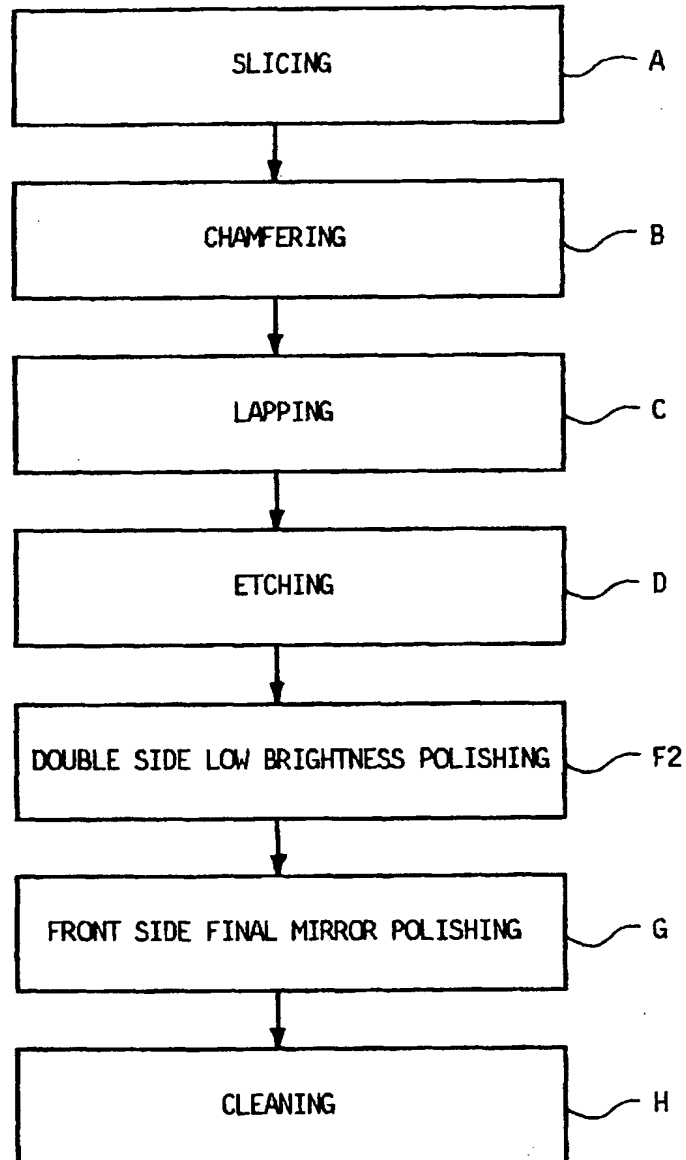 SLICING A
CHAMFERING B
LAPPING C
ETCHING D
DOUBLE SIDE LOW BRIGHTNESS POLISHING F2
FRONT SIDE FINAL MIRROR POLISHING G
CLEANING H